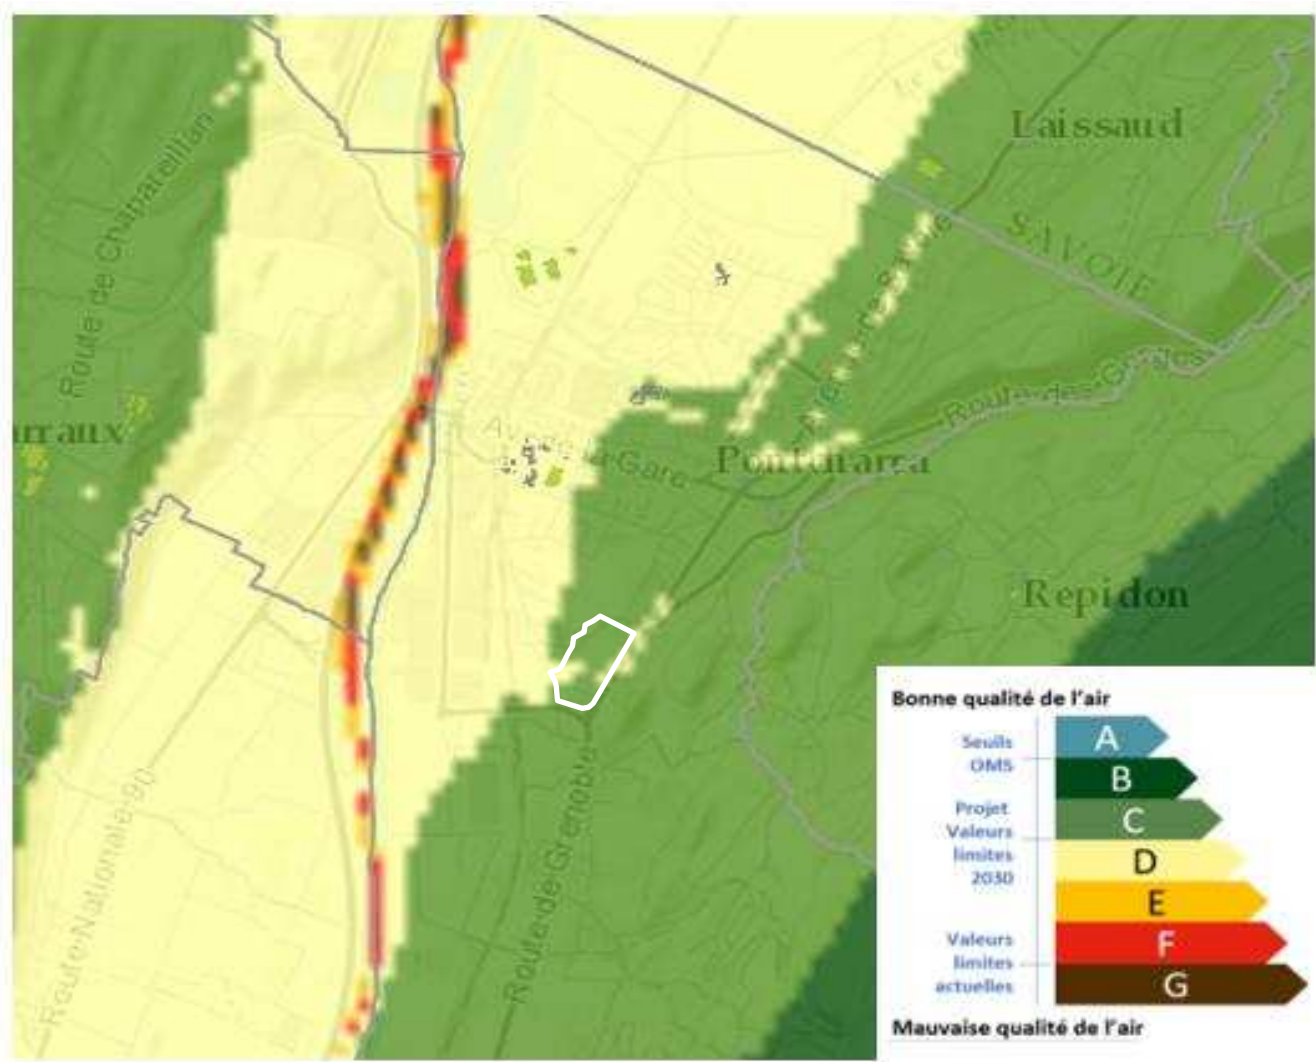 Laissaud
SAVOIE
Route de Chapareillan
Route des Granges
Pontcharra
Repidon
Route de Grenoble
Route Nationale 90
Bonne qualité de l'air
Seuils
OMS
Projet
Valeurs
limites
2030
Valeurs
limites
actuelles
A
B
C
D
E
F
G
Mauvaise qualité de l'air